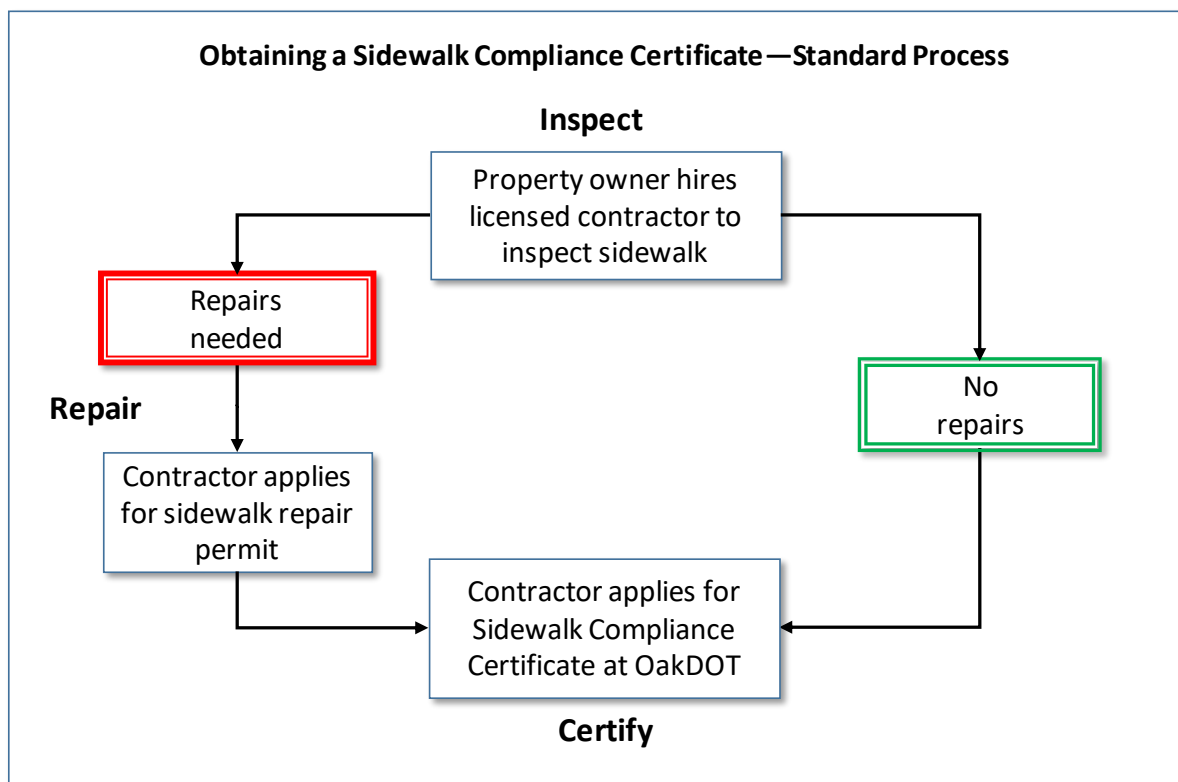 Obtaining a Sidewalk Compliance Certificate—Standard Process
Inspect
Property owner hires
licensed contractor to
inspect sidewalk
Repairs
needed
No
repairs
Repair
Contractor applies
for sidewalk repair
permit
Contractor applies for
Sidewalk Compliance
Certificate at OakDOT
Certify